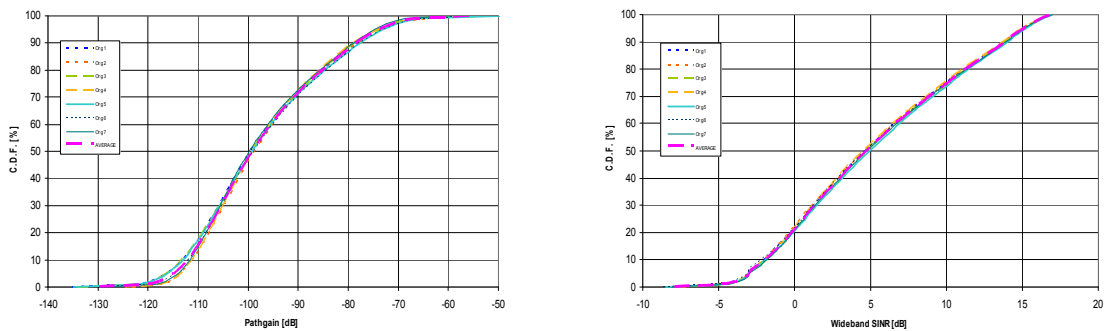 100
90
80
70
60
50
40
30
20
10
0
C.D.F. [%]
Org1
Org2
Org3
Org4
Org5
Org6
Org7
AVERAGE
-140 -130 -120 -110 -100 -90 -80 -70 -60 -50
Pathgain [dB]
100
90
80
70
60
50
40
30
20
10
0
C.D.F. [%]
Org1
Org2
Org3
Org4
Org5
Org6
Org7
AVERAGE
-10 -5 0 5 10 15 20
Wideband SINR [dB]